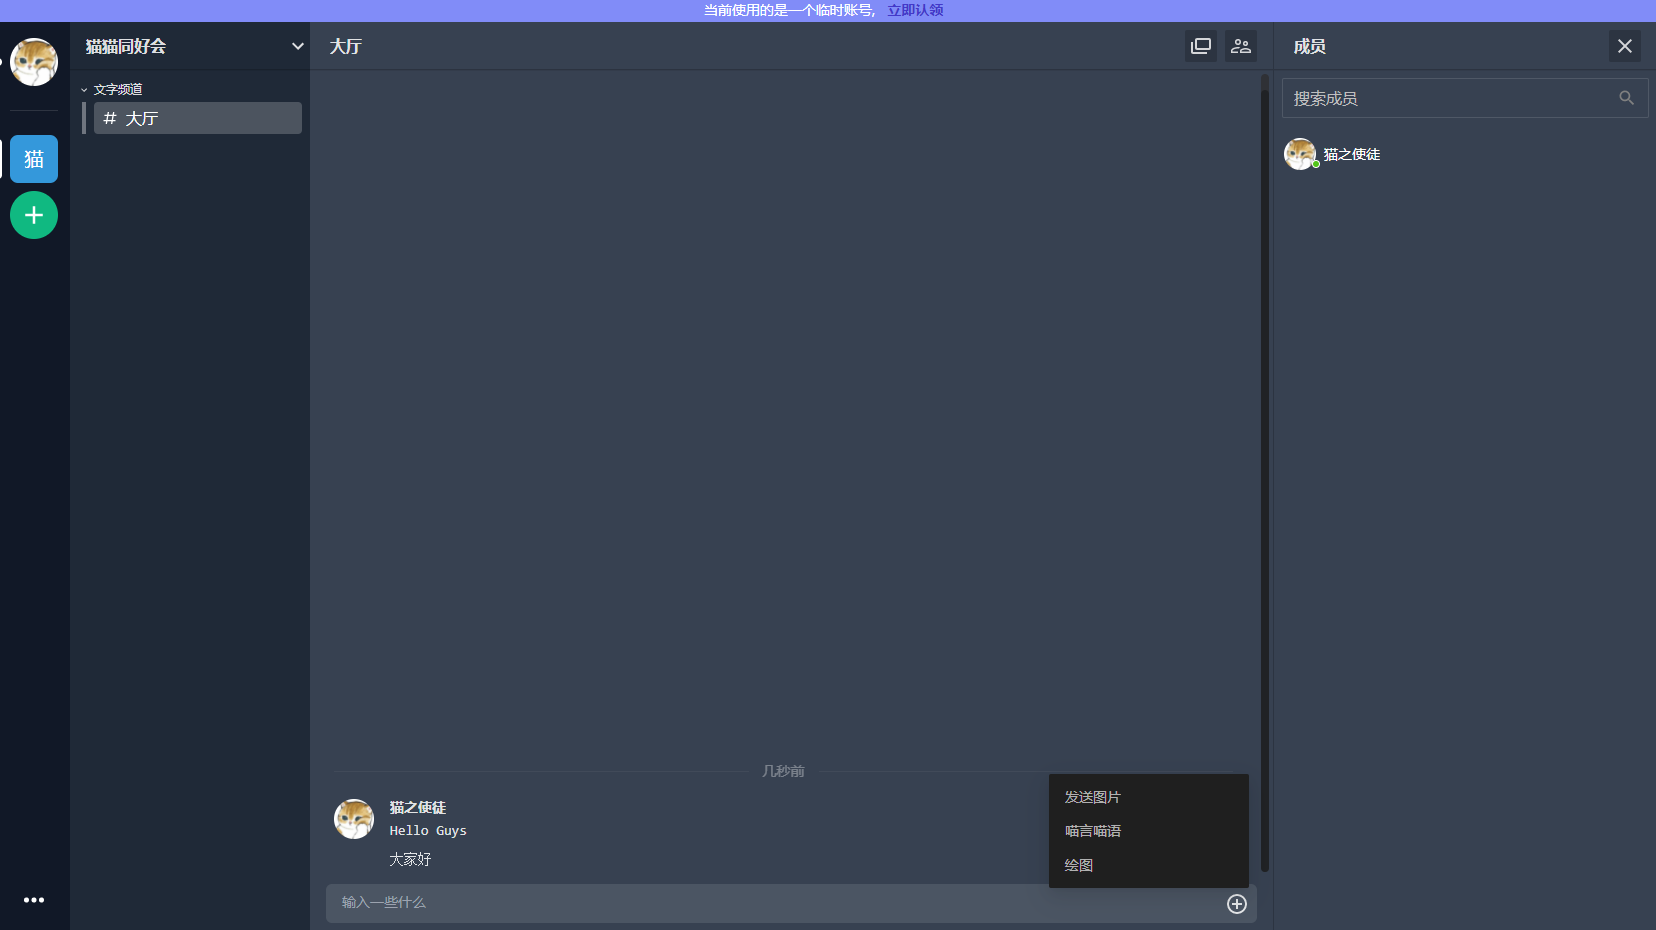 当前使用的是一个临时账号, 立即认领
猫猫同好会
文字频道
# 大厅
猫
大厅
几秒前
猫之使徒
Hello Guys
大家好
发送图片
喵言喵语
绘图
输入一些什么
成员
搜索成员
猫之使徒